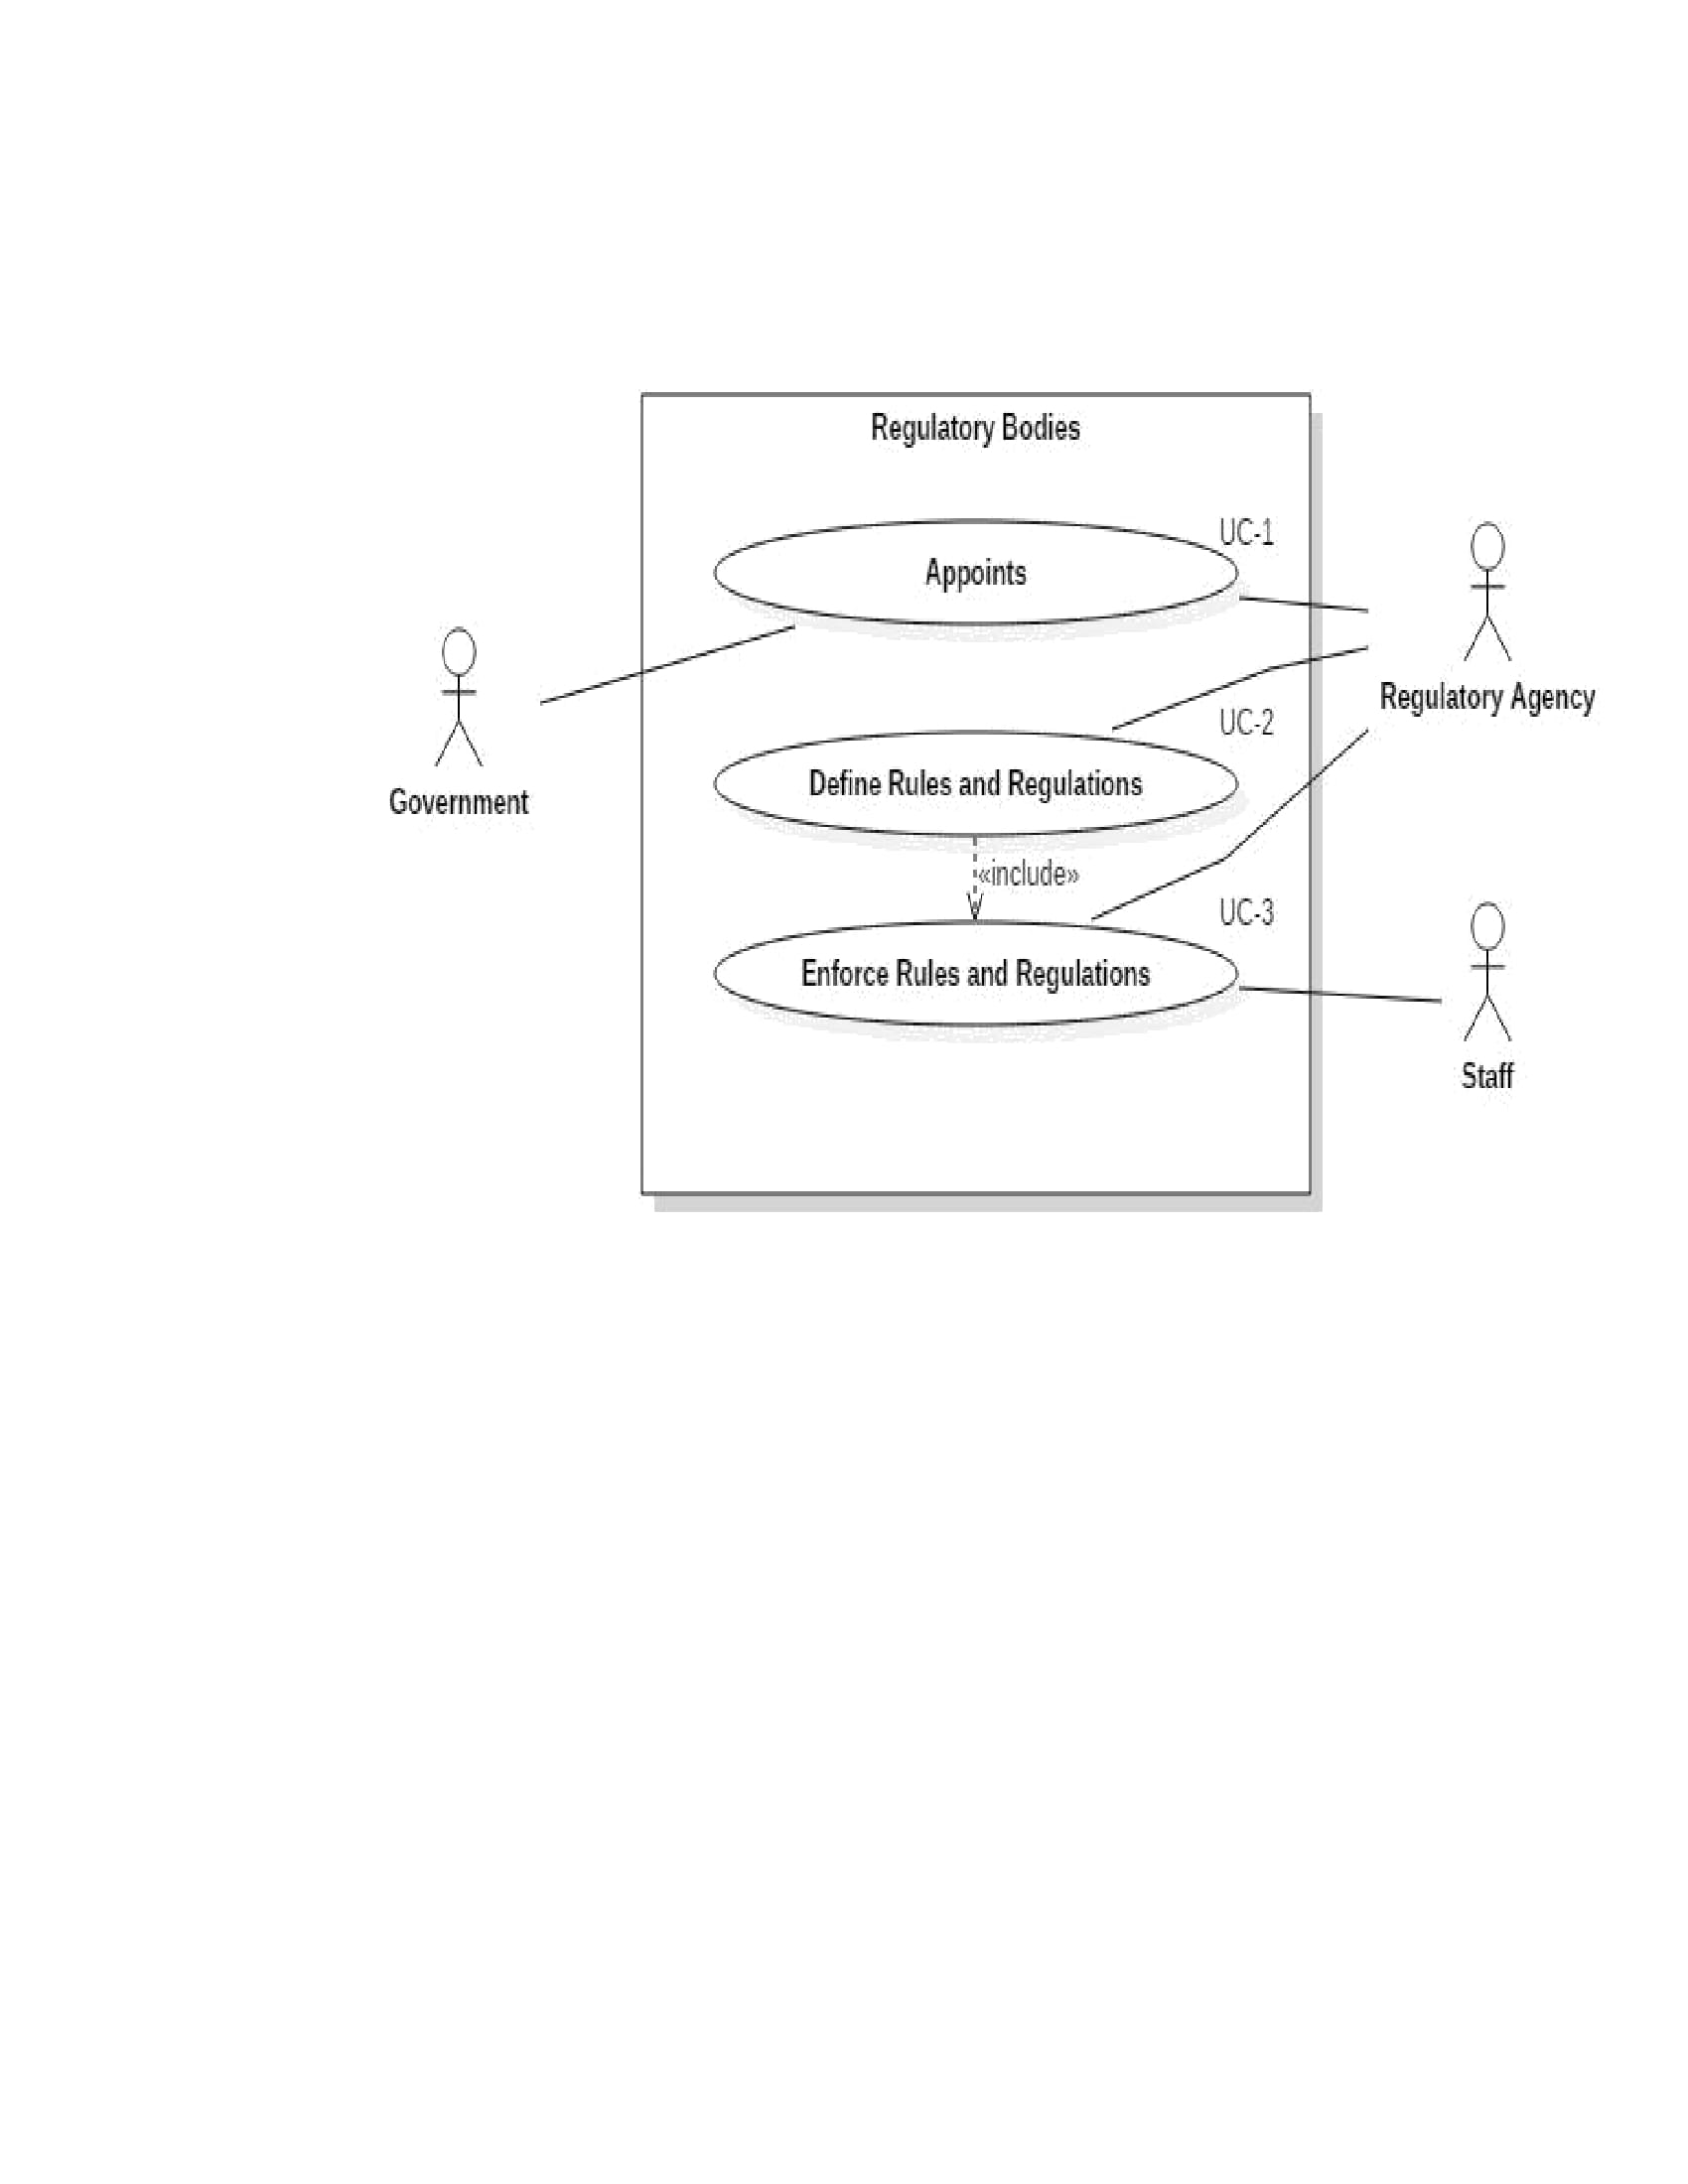 Regulatory Bodies
UC-1
Appoints
Regulatory Agency
UC-2
Define Rules and Regulations
Government
«include»
UC-3
Enforce Rules and Regulations
Staff